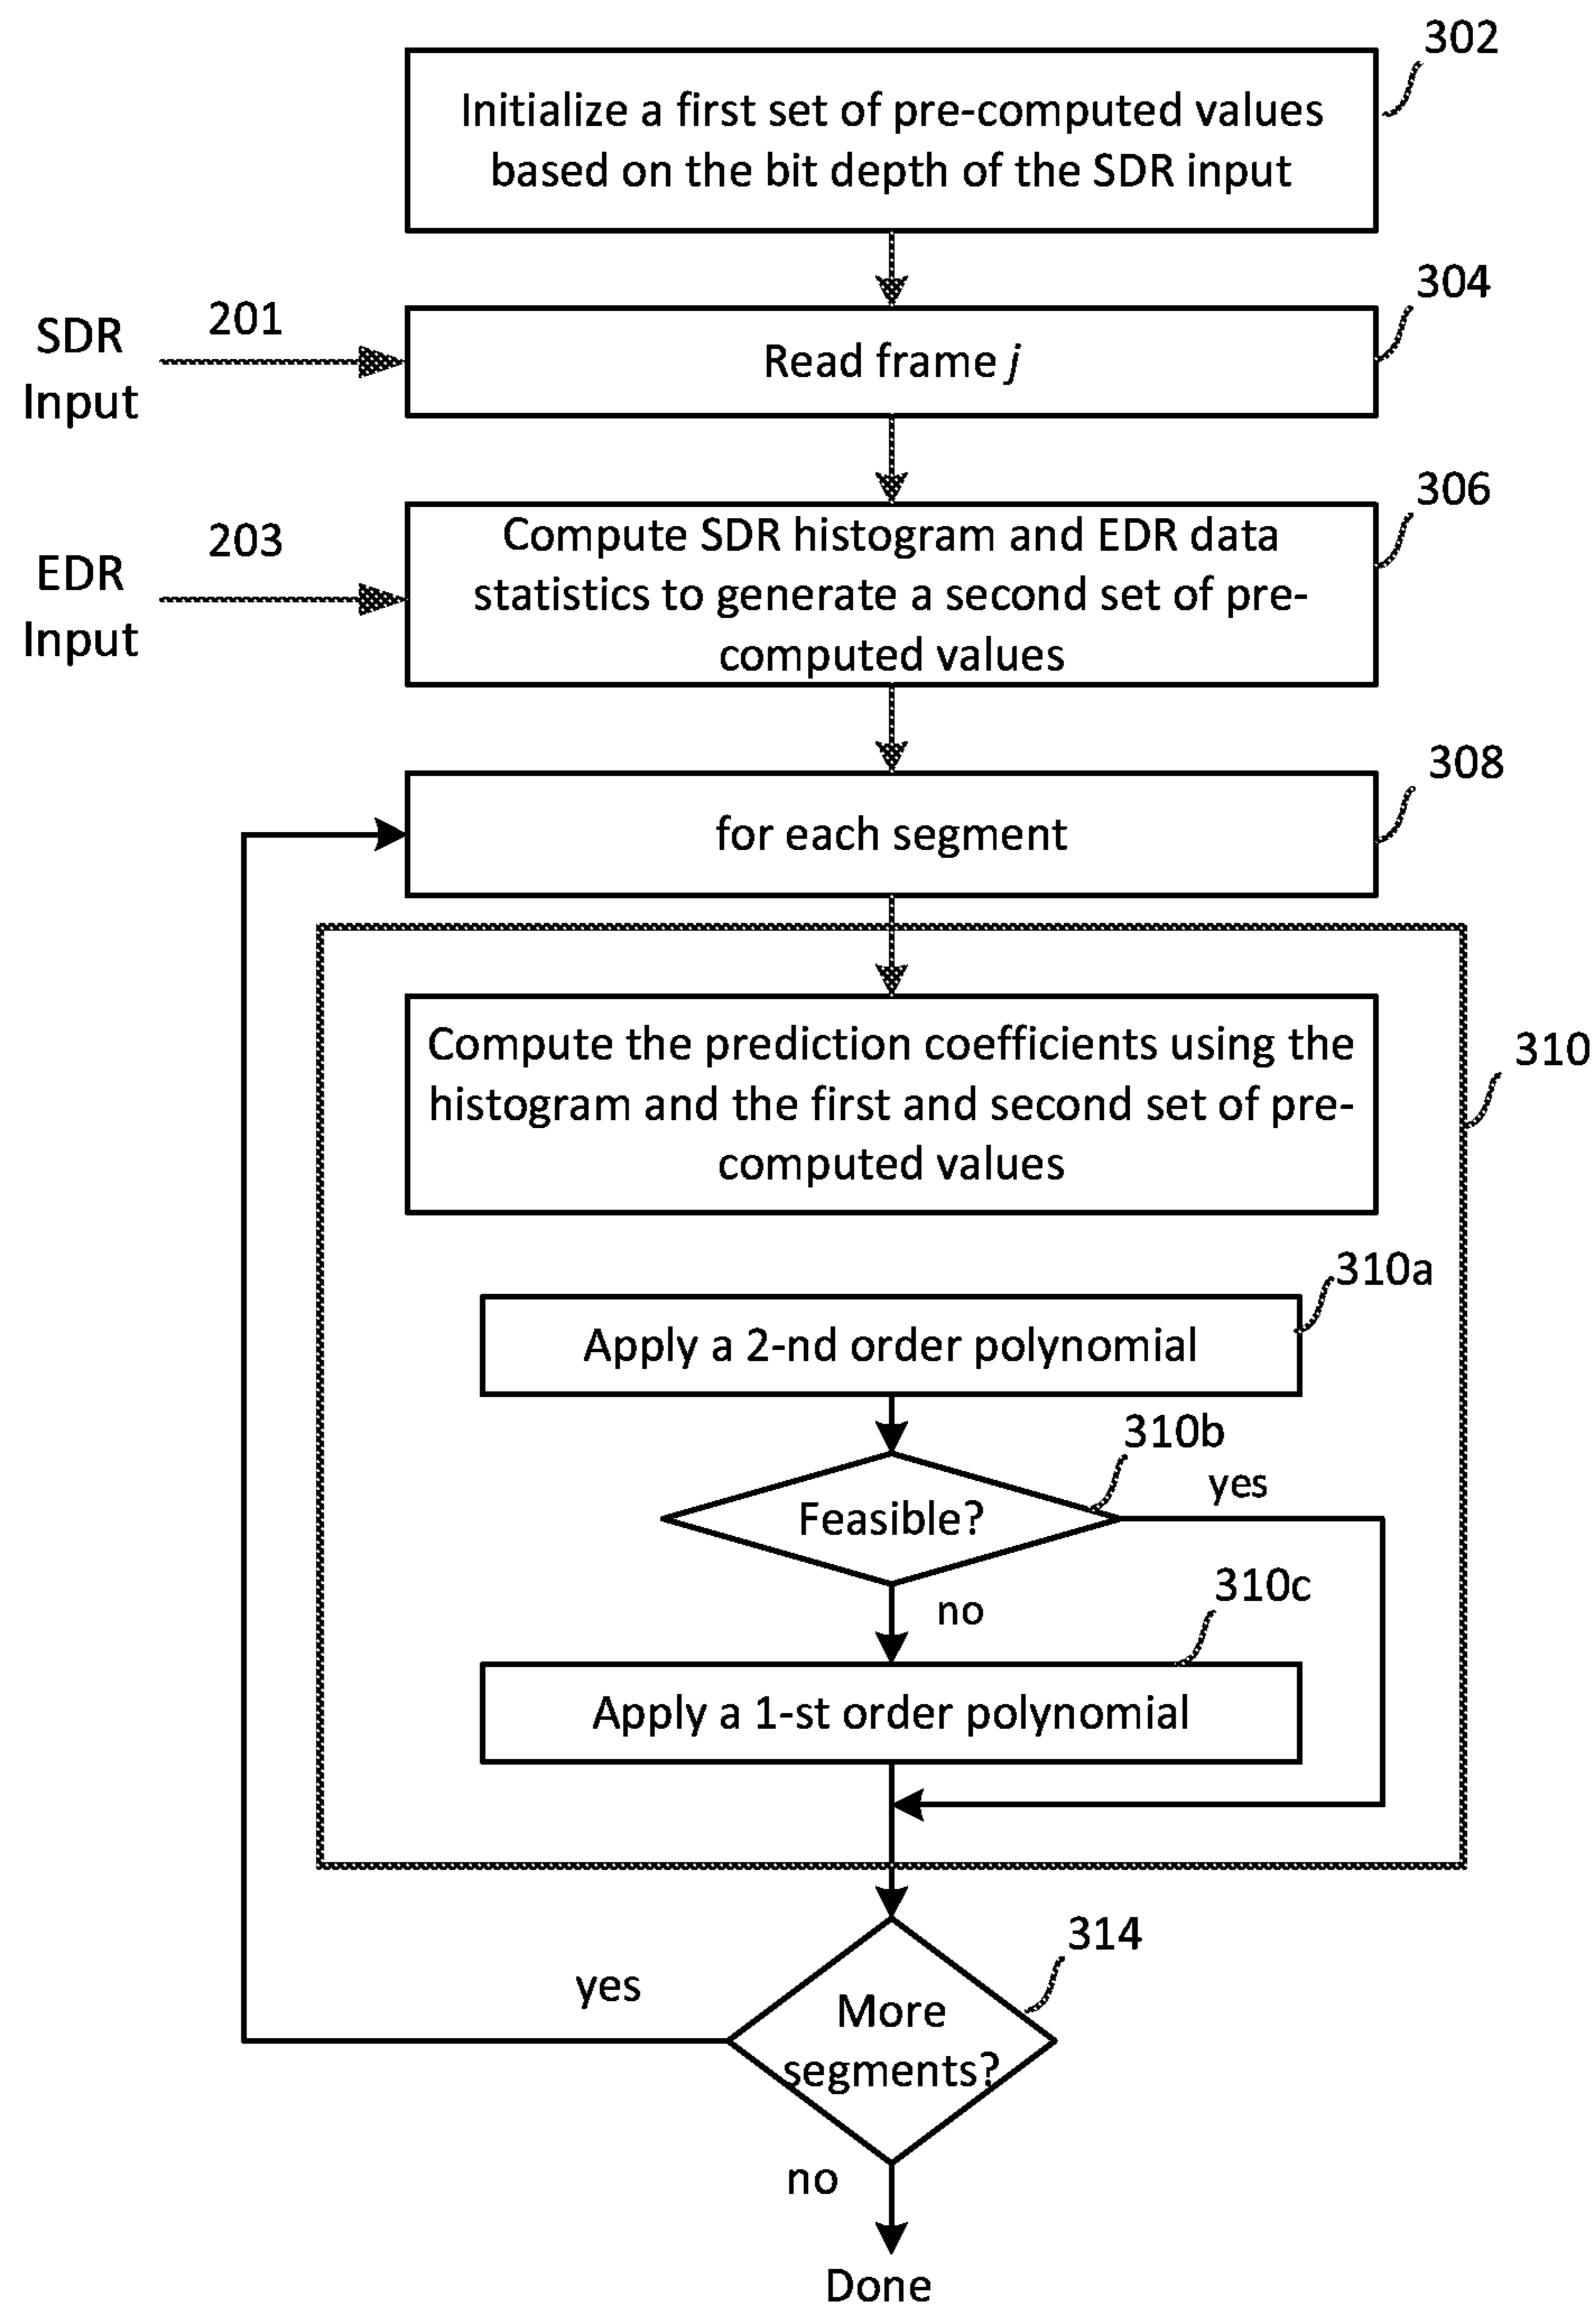 302
Initialize a first set of pre-computed values
based on the bit depth of the SDR input
304
SDR
Input
201
Read frame j
306
EDR
Input
203
Compute SDR histogram and EDR data
statistics to generate a second set of pre-
computed values
308
for each segment
310
Compute the prediction coefficients using the
histogram and the first and second set of pre-
computed values
310a
Apply a 2-nd order polynomial
310b
yes
Feasible?
310c
no
Apply a 1-st order polynomial
314
yes
More
segments?
no
Done